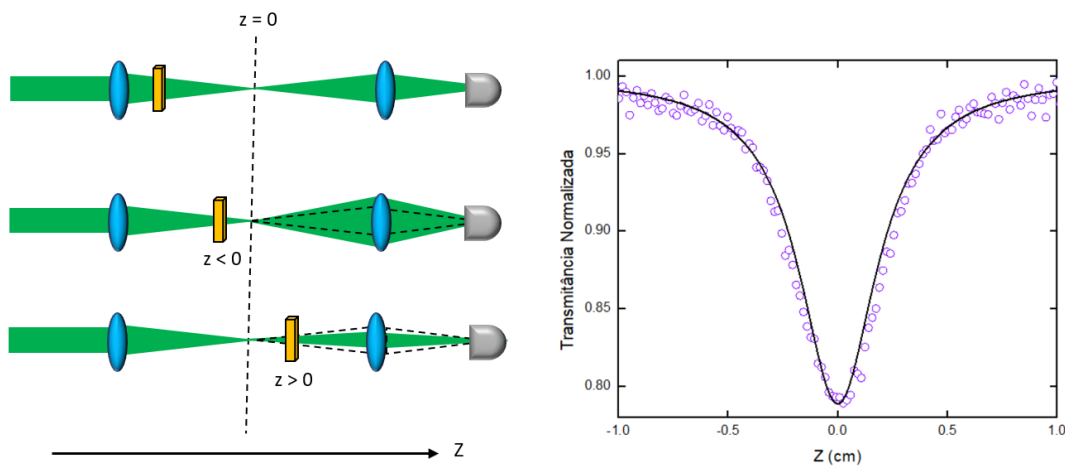 z = 0
z < 0
z > 0
Z
Transmitância Normalizada
1.00
0.95
0.90
0.85
0.80
-1.0
-0.5
0.0
0.5
1.0
Z (cm)